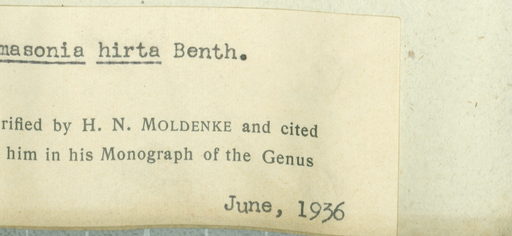 masonia hirta Benth.
rified by H. N. MOLDENKE and cited
him in his Monograph of the Genus
June, 1936